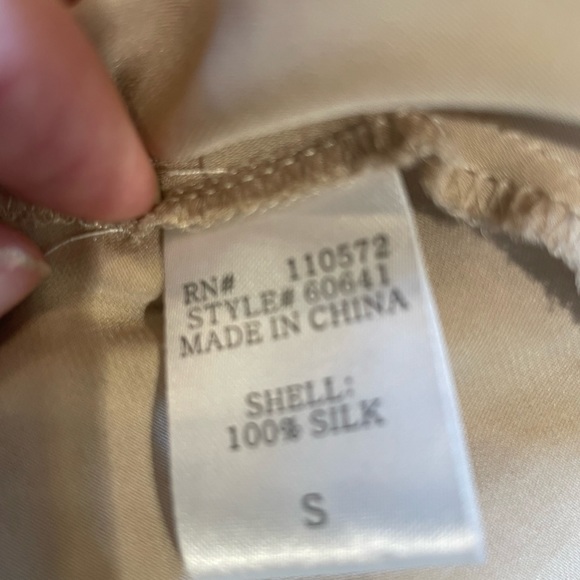 RN# 110572
STYLE# 60641
MADE IN CHINA
SHELL:
100% SILK
S